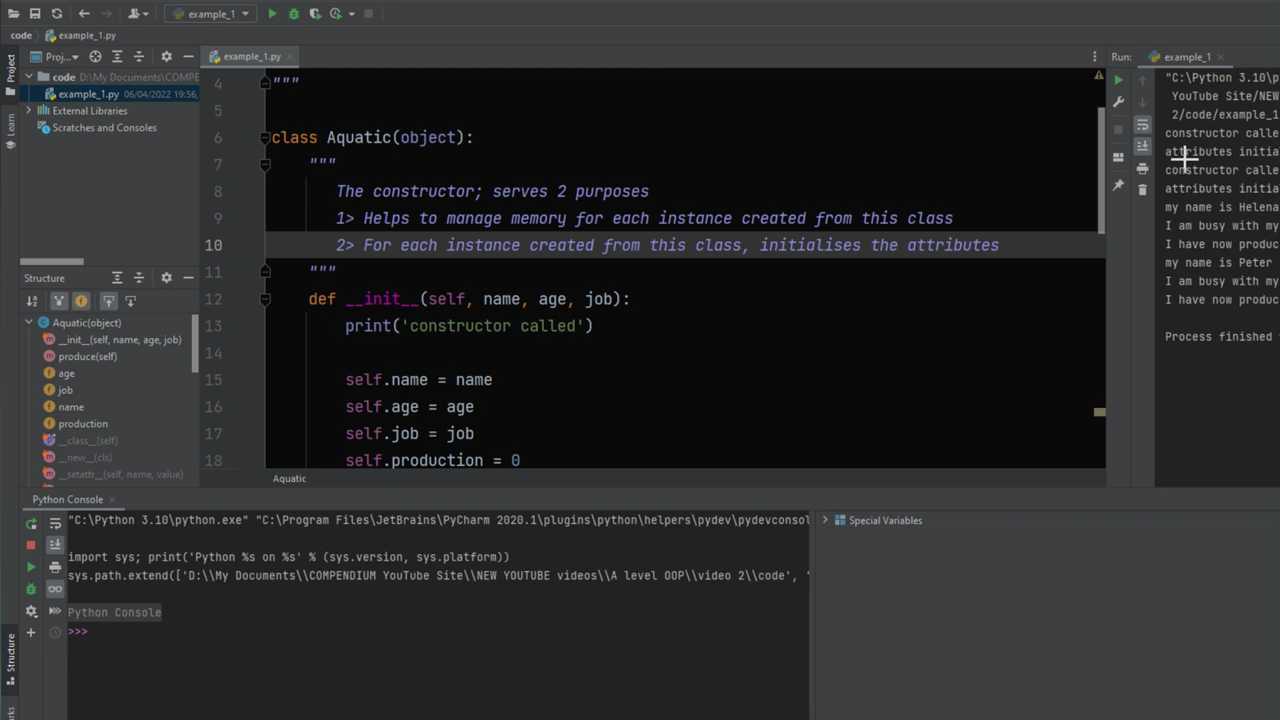 example_1
code
example_1.py
Project
Learn
Structure
Proj...
code D:\My Documents\COMPE
example_1.py 06/04/2022 19:56,
External Libraries
Scratches and Consoles
Structure
Aquatic(object)
__init__(self, name, age, job)
produce(self)
age
job
name
production
__class__(self)
__new__(cls)
__setattr__(self, name, value)
example_1.py
4 """
5
6 class Aquatic(object):
7 """
8 The constructor; serves 2 purposes
9 1> Helps to manage memory for each instance created from this class
10 2> For each instance created from this class, initialises the attributes
11 """
12 def __init__(self, name, age, job):
13 print('constructor called')
14
15 self.name = name
16 self.age = age
17 self.job = job
18 self.production = 0
Aquatic
Run: example_1
"C:\Python 3.10\p
YouTube Site/NEW
2/code/example_1
constructor calle
attributes initia
constructor calle
attributes initia
my name is Helena
I am busy with my
I have now produc
my name is Peter
I am busy with my
I have now produc
Process finished
Python Console
"C:\Python 3.10\python.exe" "C:\Program Files\JetBrains\PyCharm 2020.1\plugins\python\helpers\pydev\pydevconsol
import sys; print('Python %s on %s' % (sys.version, sys.platform))
sys.path.extend(['D:\\My Documents\\COMPENDIUM YouTube Site\\NEW YOUTUBE videos\\A level OOP\\video 2\\code', '
Python Console
>>>
Special Variables